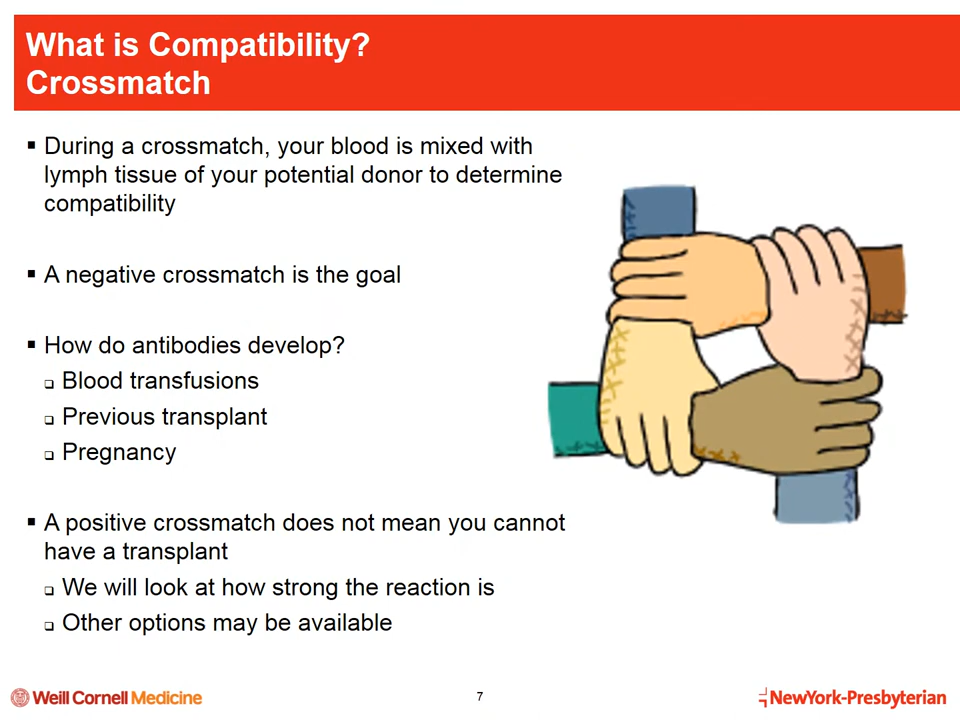 What is Compatibility?
Crossmatch
▪ During a crossmatch, your blood is mixed with
lymph tissue of your potential donor to determine
compatibility
▪ A negative crossmatch is the goal
▪ How do antibodies develop?
❑ Blood transfusions
❑ Previous transplant
❑ Pregnancy
▪ A positive crossmatch does not mean you cannot
have a transplant
❑ We will look at how strong the reaction is
❑ Other options may be available
Weill Cornell Medicine
7
NewYork-Presbyterian